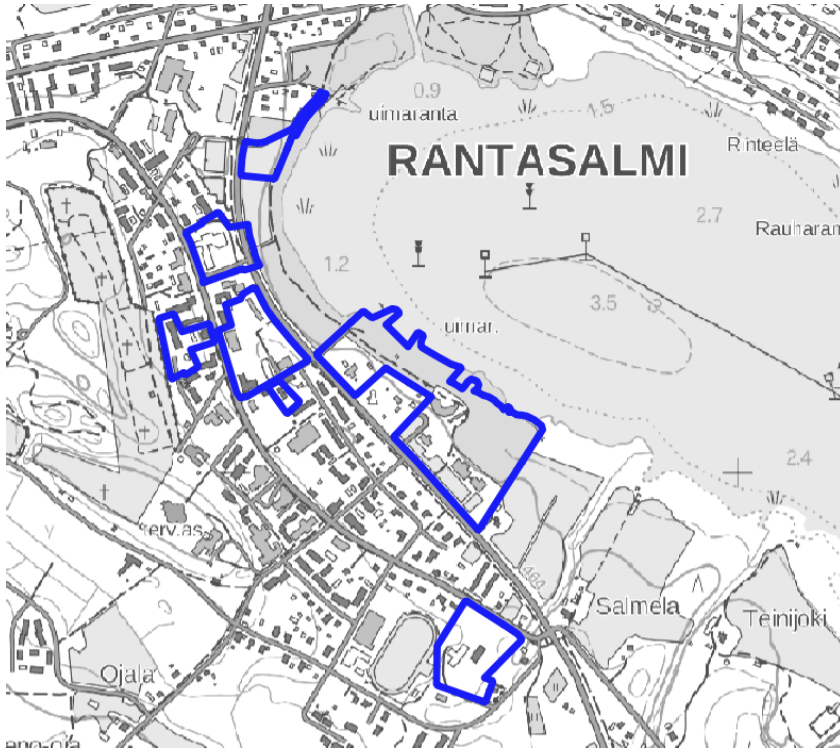 0.9
1.5
uimaranta
Rinteelä
RANTASALMI
2.7
Rauharan
1.2
3.5
3
uimar.
2.4
terv.as.
464
Salmela
Teinijoki
Ojala